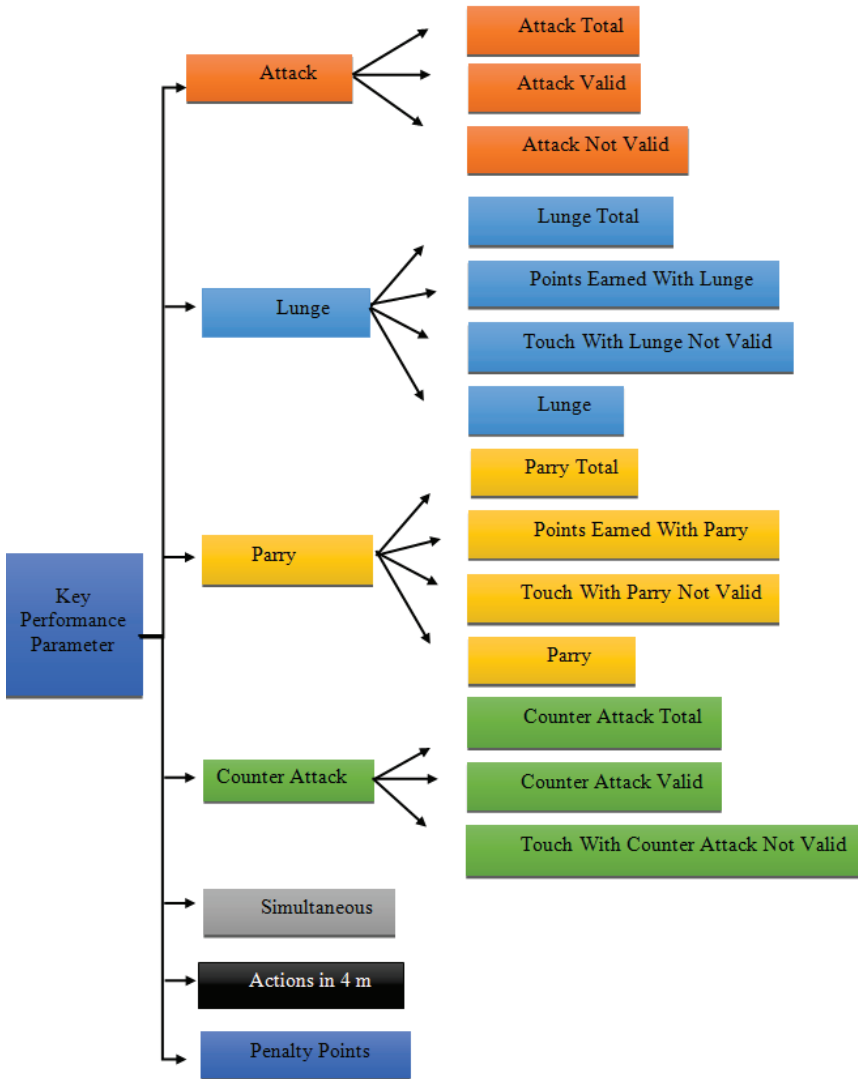 Key
Performance
Parameter
Attack
Attack Total
Attack Valid
Attack Not Valid
Lunge
Lunge Total
Points Earned With Lunge
Touch With Lunge Not Valid
Lunge
Parry
Parry Total
Points Earned With Parry
Touch With Parry Not Valid
Parry
Counter Attack
Counter Attack Total
Counter Attack Valid
Touch With Counter Attack Not Valid
Simultaneous
Actions in 4 m
Penalty Points